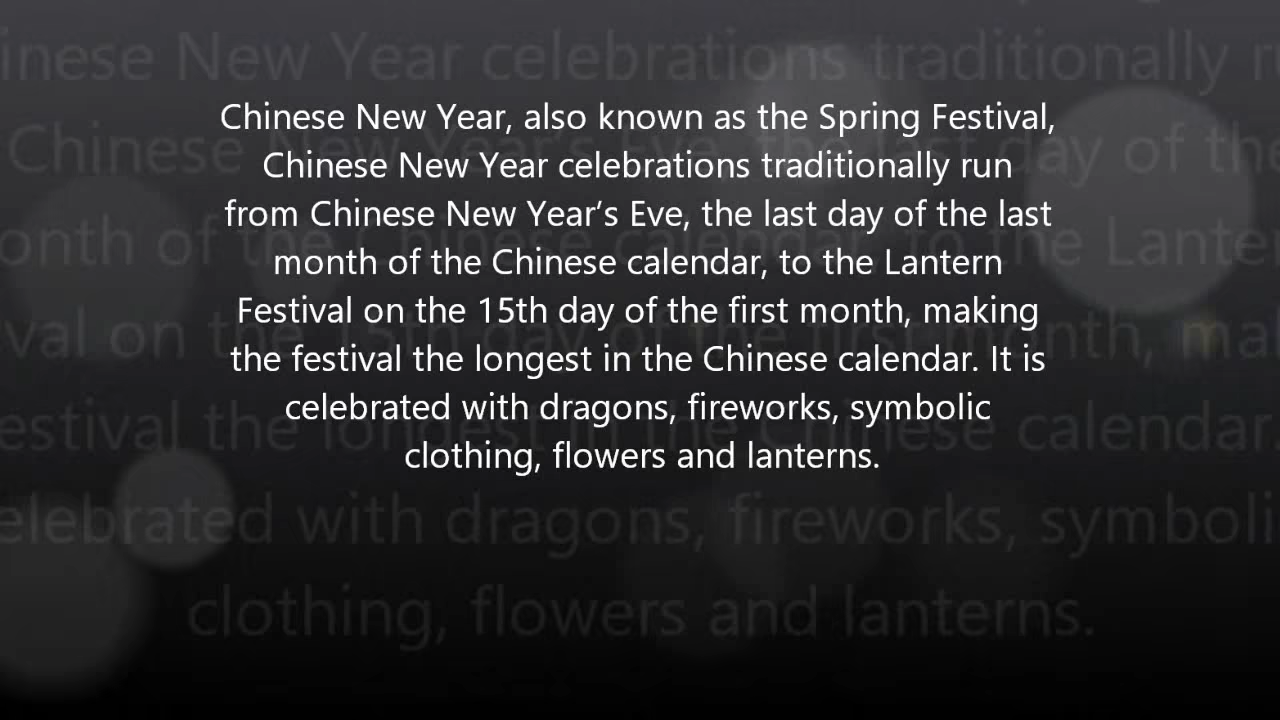 Chinese New Year, also known as the Spring Festival,
Chinese New Year celebrations traditionally run
from Chinese New Year’s Eve, the last day of the last
month of the Chinese calendar, to the Lantern
Festival on the 15th day of the first month, making
the festival the longest in the Chinese calendar. It is
celebrated with dragons, fireworks, symbolic
clothing, flowers and lanterns.